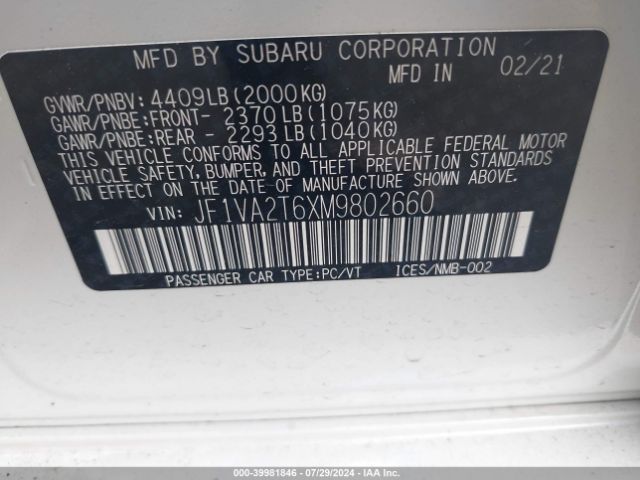 MFD BY SUBARU CORPORATION
MFD IN 02/21
GVWR/PNBV: 4409LB(2000KG)
GAWR/PNBE:FRONT- 2370LB(1075KG)
GAWR/PNBE:REAR - 2293LB(1040KG)
THIS VEHICLE CONFORMS TO ALL APPLICABLE FEDERAL MOTOR
VEHICLE SAFETY, BUMPER, AND THEFT PREVENTION STANDARDS
IN EFFECT ON THE DATE OF MANUFACTURE SHOWN ABOVE.
VIN: JF1VA2T6XM9802660
PASSENGER CAR TYPE:PC/VT ICES/NMB-002
000-39981846 - 07/29/2024 - IAA Inc.